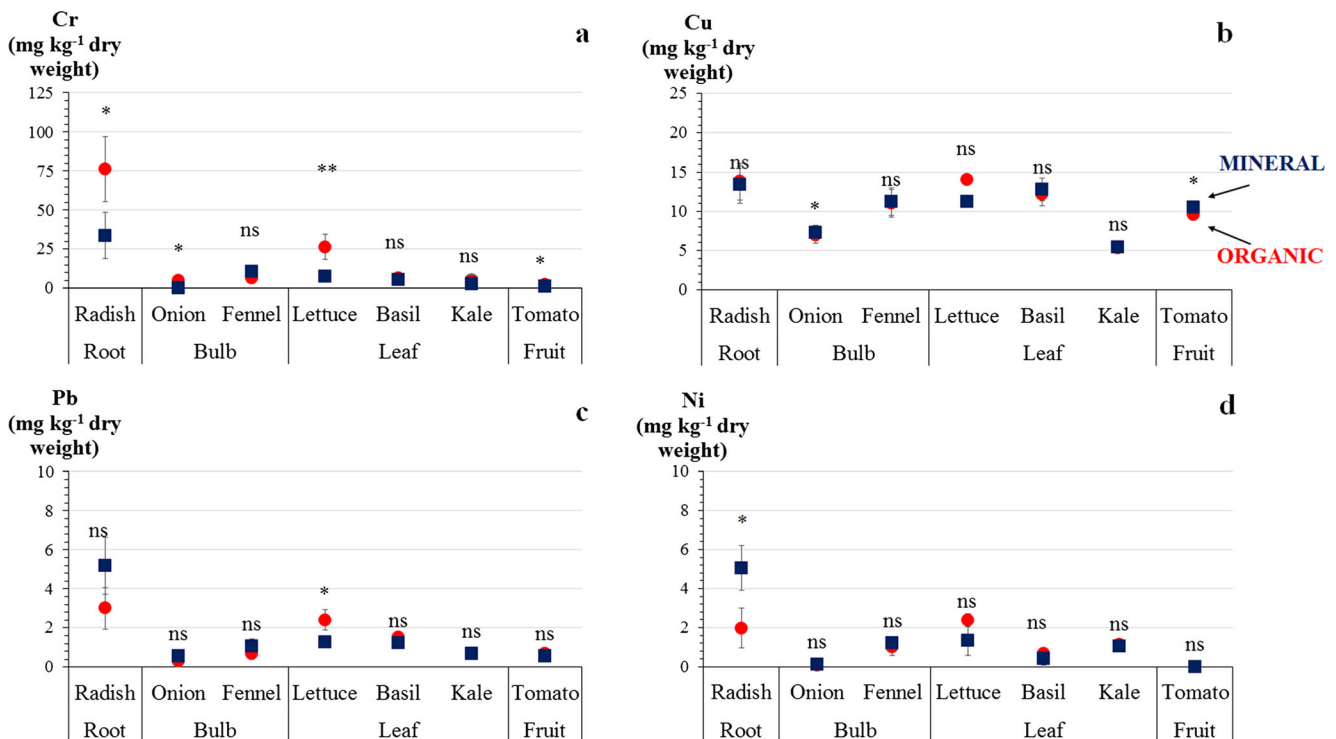 Cr
(mg kg⁻¹ dry
weight)
a
125
100
75
50
25
0
*
*
ns
**
ns
ns
*
Radish Onion Fennel Lettuce Basil Kale Tomato
Root Bulb Leaf Fruit
Cu
(mg kg⁻¹ dry
weight)
b
25
20
15
10
5
0
ns
*
ns
ns
ns
ns
*
MINERAL
ORGANIC
Radish Onion Fennel Lettuce Basil Kale Tomato
Root Bulb Leaf Fruit
Pb
(mg kg⁻¹ dry
weight)
c
10
8
6
4
2
0
ns
ns
ns
*
ns
ns
ns
Radish Onion Fennel Lettuce Basil Kale Tomato
Root Bulb Leaf Fruit
Ni
(mg kg⁻¹ dry
weight)
d
10
8
6
4
2
0
*
ns
ns
ns
ns
ns
ns
Radish Onion Fennel Lettuce Basil Kale Tomato
Root Bulb Leaf Fruit